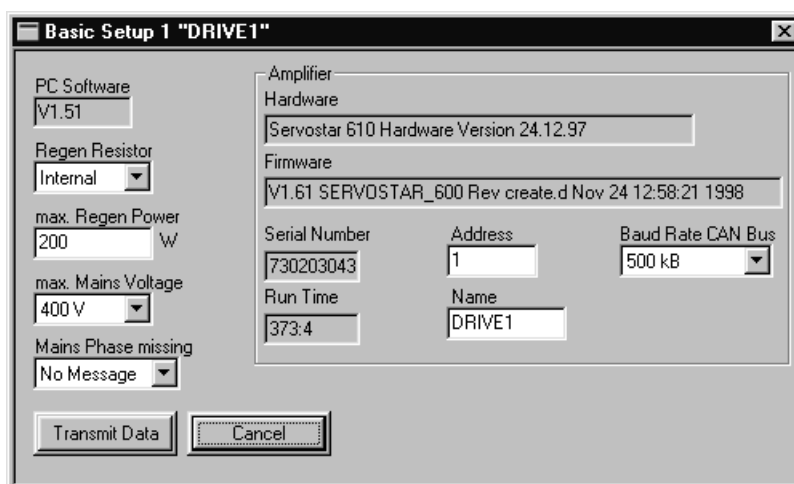 Basic Setup 1 "DRIVE1"
PC Software
V1.51
Regen Resistor
Internal
max. Regen Power
200 W
max. Mains Voltage
400 V
Mains Phase missing
No Message
Transmit Data
Cancel
Amplifier
Hardware
Servostar 610 Hardware Version 24.12.97
Firmware
V1.61 SERVOSTAR_600 Rev create.d Nov 24 12:58:21 1998
Serial Number
730203043
Address
1
Baud Rate CAN Bus
500 kB
Run Time
373:4
Name
DRIVE1